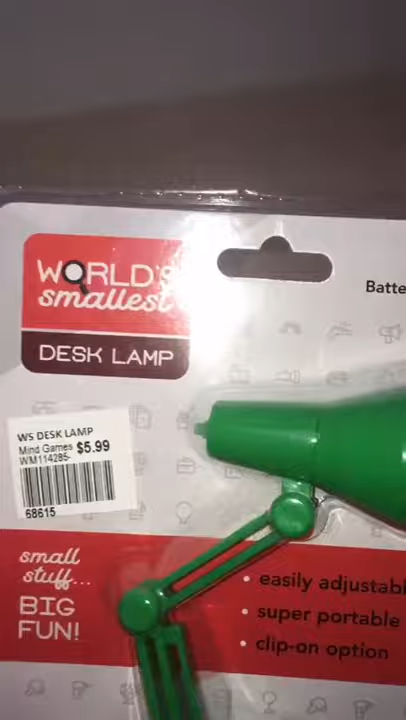 WORLD'S
smallest
DESK LAMP
Batte
WS DESK LAMP
Mind Games $5.99
WM114285-
68615
small
stuff...
BIG
FUN!
• easily adjustabl
• super portable
• clip-on option